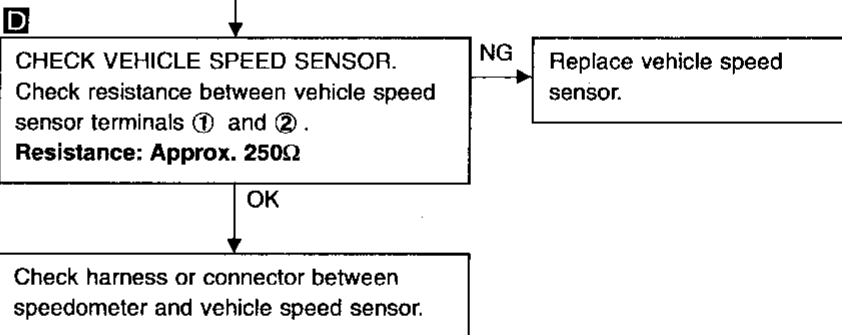 D
CHECK VEHICLE SPEED SENSOR.
Check resistance between vehicle speed
sensor terminals ① and ②.
Resistance: Approx. 250Ω
NG
Replace vehicle speed
sensor.
OK
Check harness or connector between
speedometer and vehicle speed sensor.